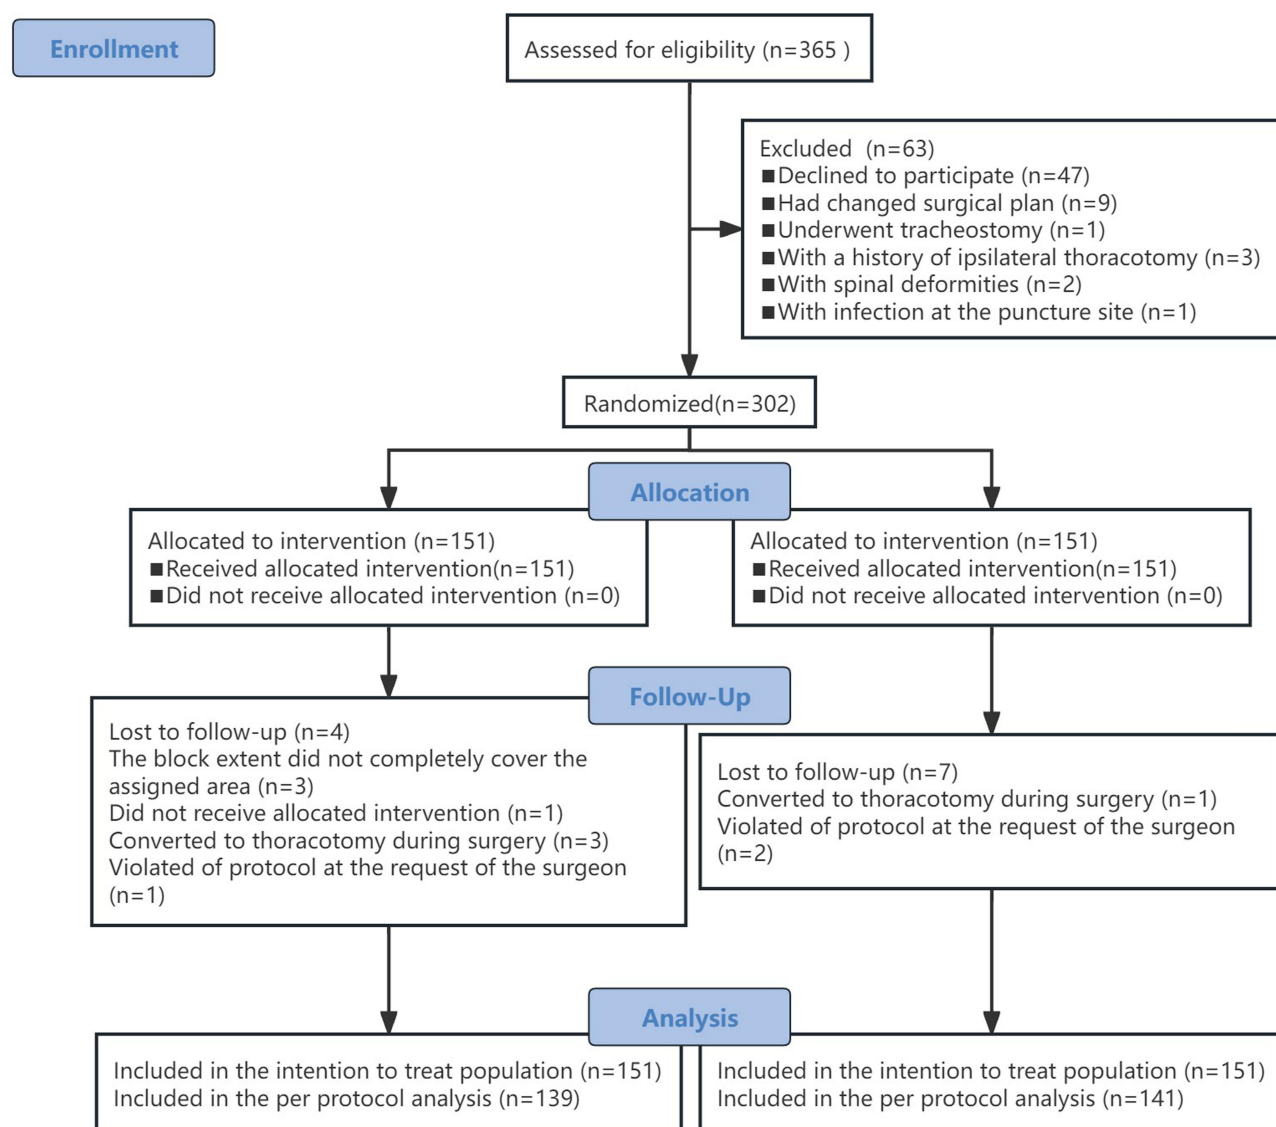 Enrollment
Assessed for eligibility (n=365 )
Excluded  (n=63)
■Declined to participate (n=47)
■Had changed surgical plan (n=9)
■Underwent tracheostomy (n=1)
■With a history of ipsilateral thoracotomy (n=3)
■With spinal deformities (n=2)
■With infection at the puncture site (n=1)
Randomized(n=302)
Allocation
Allocated to intervention (n=151)
■Received allocated intervention(n=151)
■Did not receive allocated intervention (n=0)
Allocated to intervention (n=151)
■Received allocated intervention(n=151)
■Did not receive allocated intervention (n=0)
Follow-Up
Lost to follow-up (n=4)
The block extent did not completely cover the
assigned area (n=3)
Did not receive allocated intervention (n=1)
Converted to thoracotomy during surgery (n=3)
Violated of protocol at the request of the surgeon
(n=1)
Lost to follow-up (n=7)
Converted to thoracotomy during surgery (n=1)
Violated of protocol at the request of the surgeon
(n=2)
Analysis
Included in the intention to treat population (n=151)
Included in the per protocol analysis (n=139)
Included in the intention to treat population (n=151)
Included in the per protocol analysis (n=141)